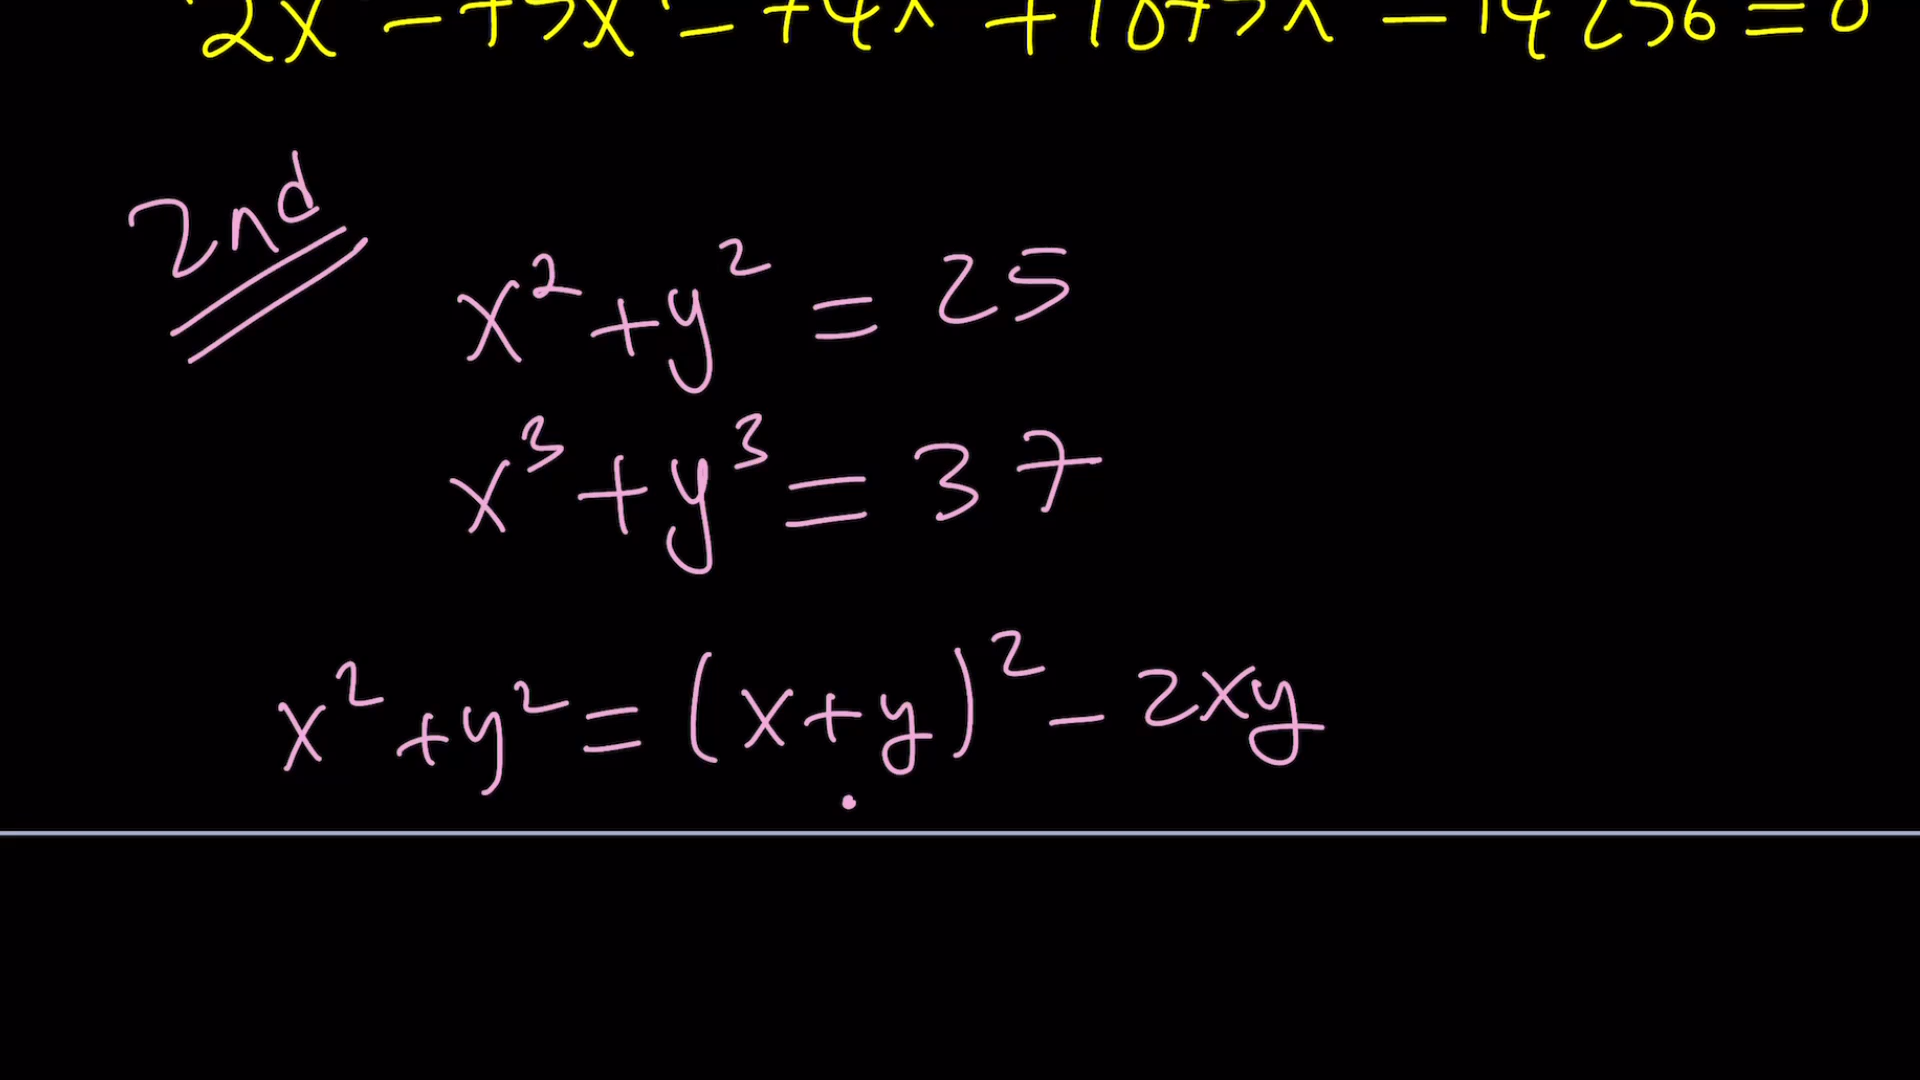 2nd
x²+y² = 25
x³+y³ = 37
x²+y² = (x+y)² - 2xy